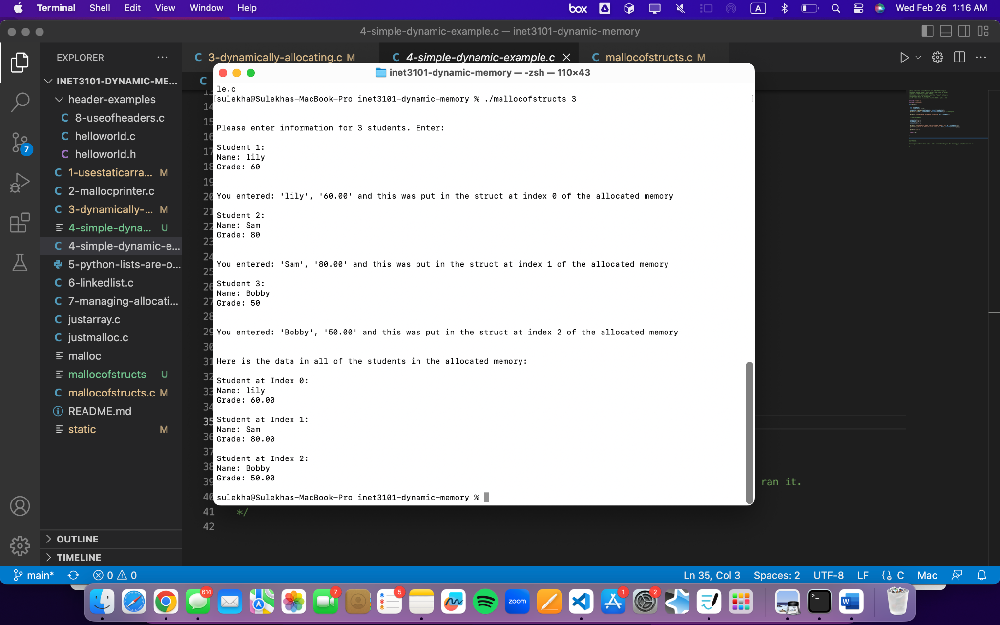 Terminal Shell Edit View Window Help box A Wed Feb 26 1:16 AM
4-simple-dynamic-example.c — inet3101-dynamic-memory
EXPLORER
INET3101-DYNAMIC-ME...
header-examples
C 8-useofheaders.c
C helloworld.c
C helloworld.h
C 1-usestaticarra... M
C 2-mallocprinter.c
C 3-dynamically-... M
4-simple-dyna... U
C 4-simple-dynamic-e...
5-python-lists-are-o...
C 6-linkedlist.c
C 7-managing-allocati...
C justarray.c
C justmalloc.c
malloc
mallocofstructs U
C mallocofstructs.c M
README.md
static M
OUTLINE
TIMELINE
7
C 3-dynamically-allocating.c M C 4-simple-dynamic-example.c C mallocofstructs.c M
C
inet3101-dynamic-memory — -zsh — 110×43
le.c
[sulekha@Sulekhas-MacBook-Pro inet3101-dynamic-memory % ./mallocofstructs 3 ]
Please enter information for 3 students. Enter:
Student 1:
Name: lily
Grade: 60
You entered: 'lily', '60.00' and this was put in the struct at index 0 of the allocated memory
Student 2:
Name: Sam
Grade: 80
You entered: 'Sam', '80.00' and this was put in the struct at index 1 of the allocated memory
Student 3:
Name: Bobby
Grade: 50
You entered: 'Bobby', '50.00' and this was put in the struct at index 2 of the allocated memory
Here is the data in all of the students in the allocated memory:
Student at Index 0:
Name: lily
Grade: 60.00
Student at Index 1:
Name: Sam
Grade: 80.00
Student at Index 2:
Name: Bobby
Grade: 50.00
sulekha@Sulekhas-MacBook-Pro inet3101-dynamic-memory %
13
14
15
16
17
18
19
20
21
22
23
24
25
26
27
28
29
30
31
32
33
34
35
36
37
38
39 ran it.
40
41 */
42
main* 0 0 Ln 35, Col 3 Spaces: 2 UTF-8 LF C Mac
614 7 5 zoom 1 2 W